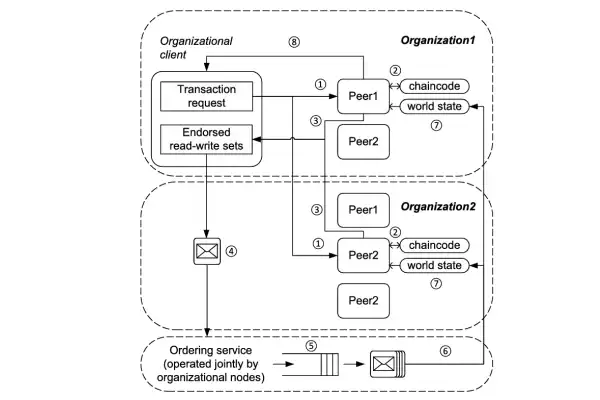 Organizational
client
⑧
Organization1
Transaction
request
①
Peer1
②
chaincode
world state
⑦
Endorsed
read-write sets
③
Peer2
③
Peer1
Organization2
①
Peer2
②
chaincode
world state
⑦
④
Peer2
Ordering service
(operated jointly by
organizational nodes)
⑤
⑥